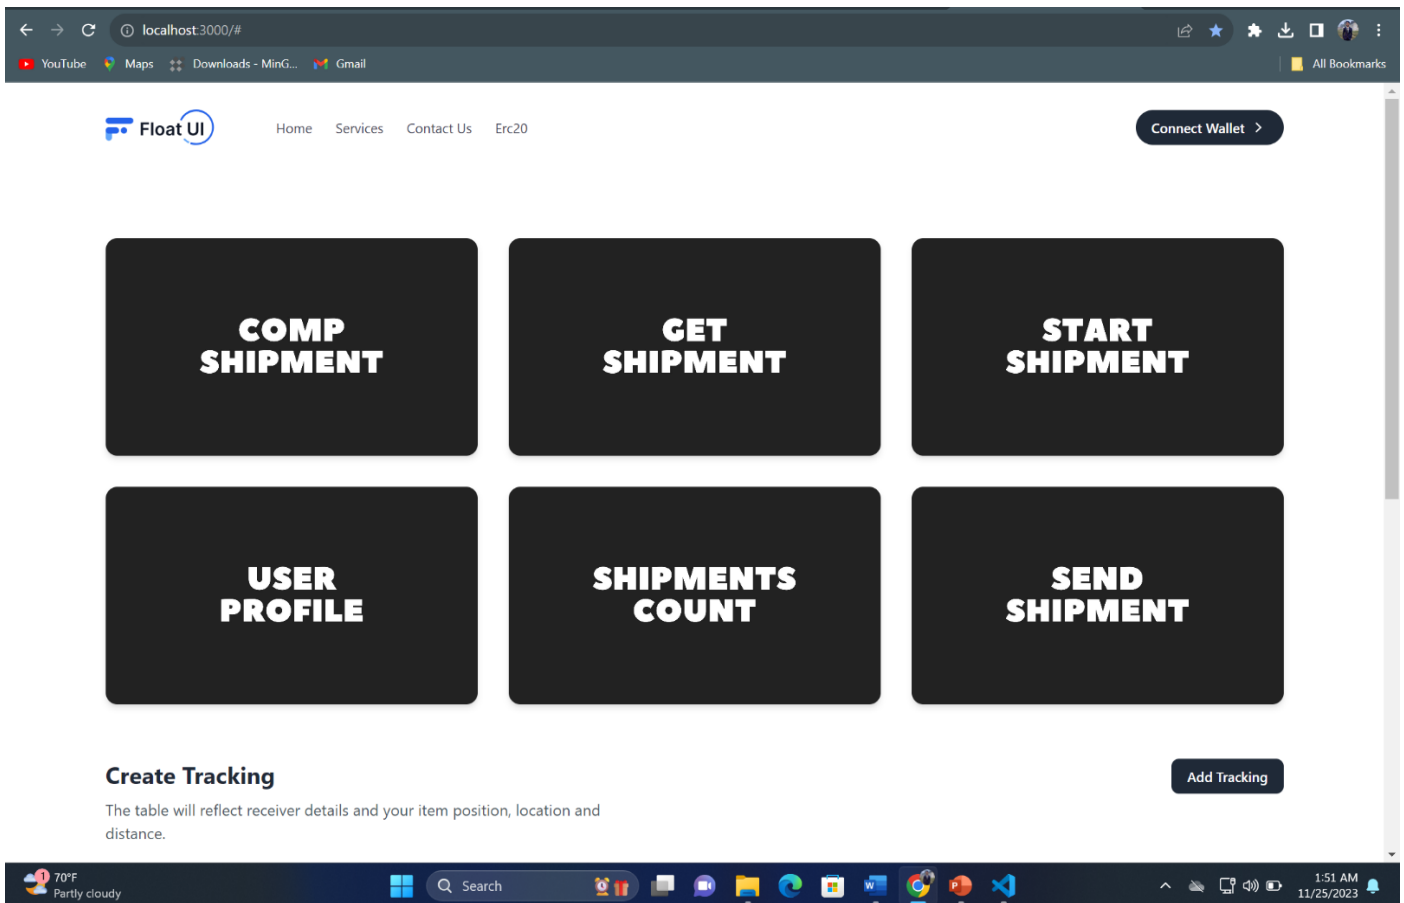 localhost:3000/#
YouTube Maps Downloads - MinG... Gmail All Bookmarks
Float UI Home Services Contact Us Erc20 Connect Wallet
COMP
SHIPMENT
GET
SHIPMENT
START
SHIPMENT
USER
PROFILE
SHIPMENTS
COUNT
SEND
SHIPMENT
Create Tracking
Add Tracking
The table will reflect receiver details and your item position, location and
distance.
1
70°F
Partly cloudy
Search
1:51 AM
11/25/2023